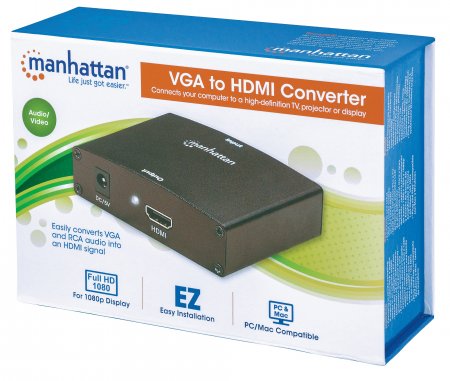 manhattan
Life just got easier.™
VGA to HDMI Converter
Connects your computer to a high-definition TV, projector or display
Audio/
Video
Input
manhattan
Output
DC/5V
HDMI
Easily converts VGA
and RCA audio into
an HDMI signal
Full HD
1080
For 1080p Display
EZ
Easy Installation
PC &
Mac
PC/Mac Compatible